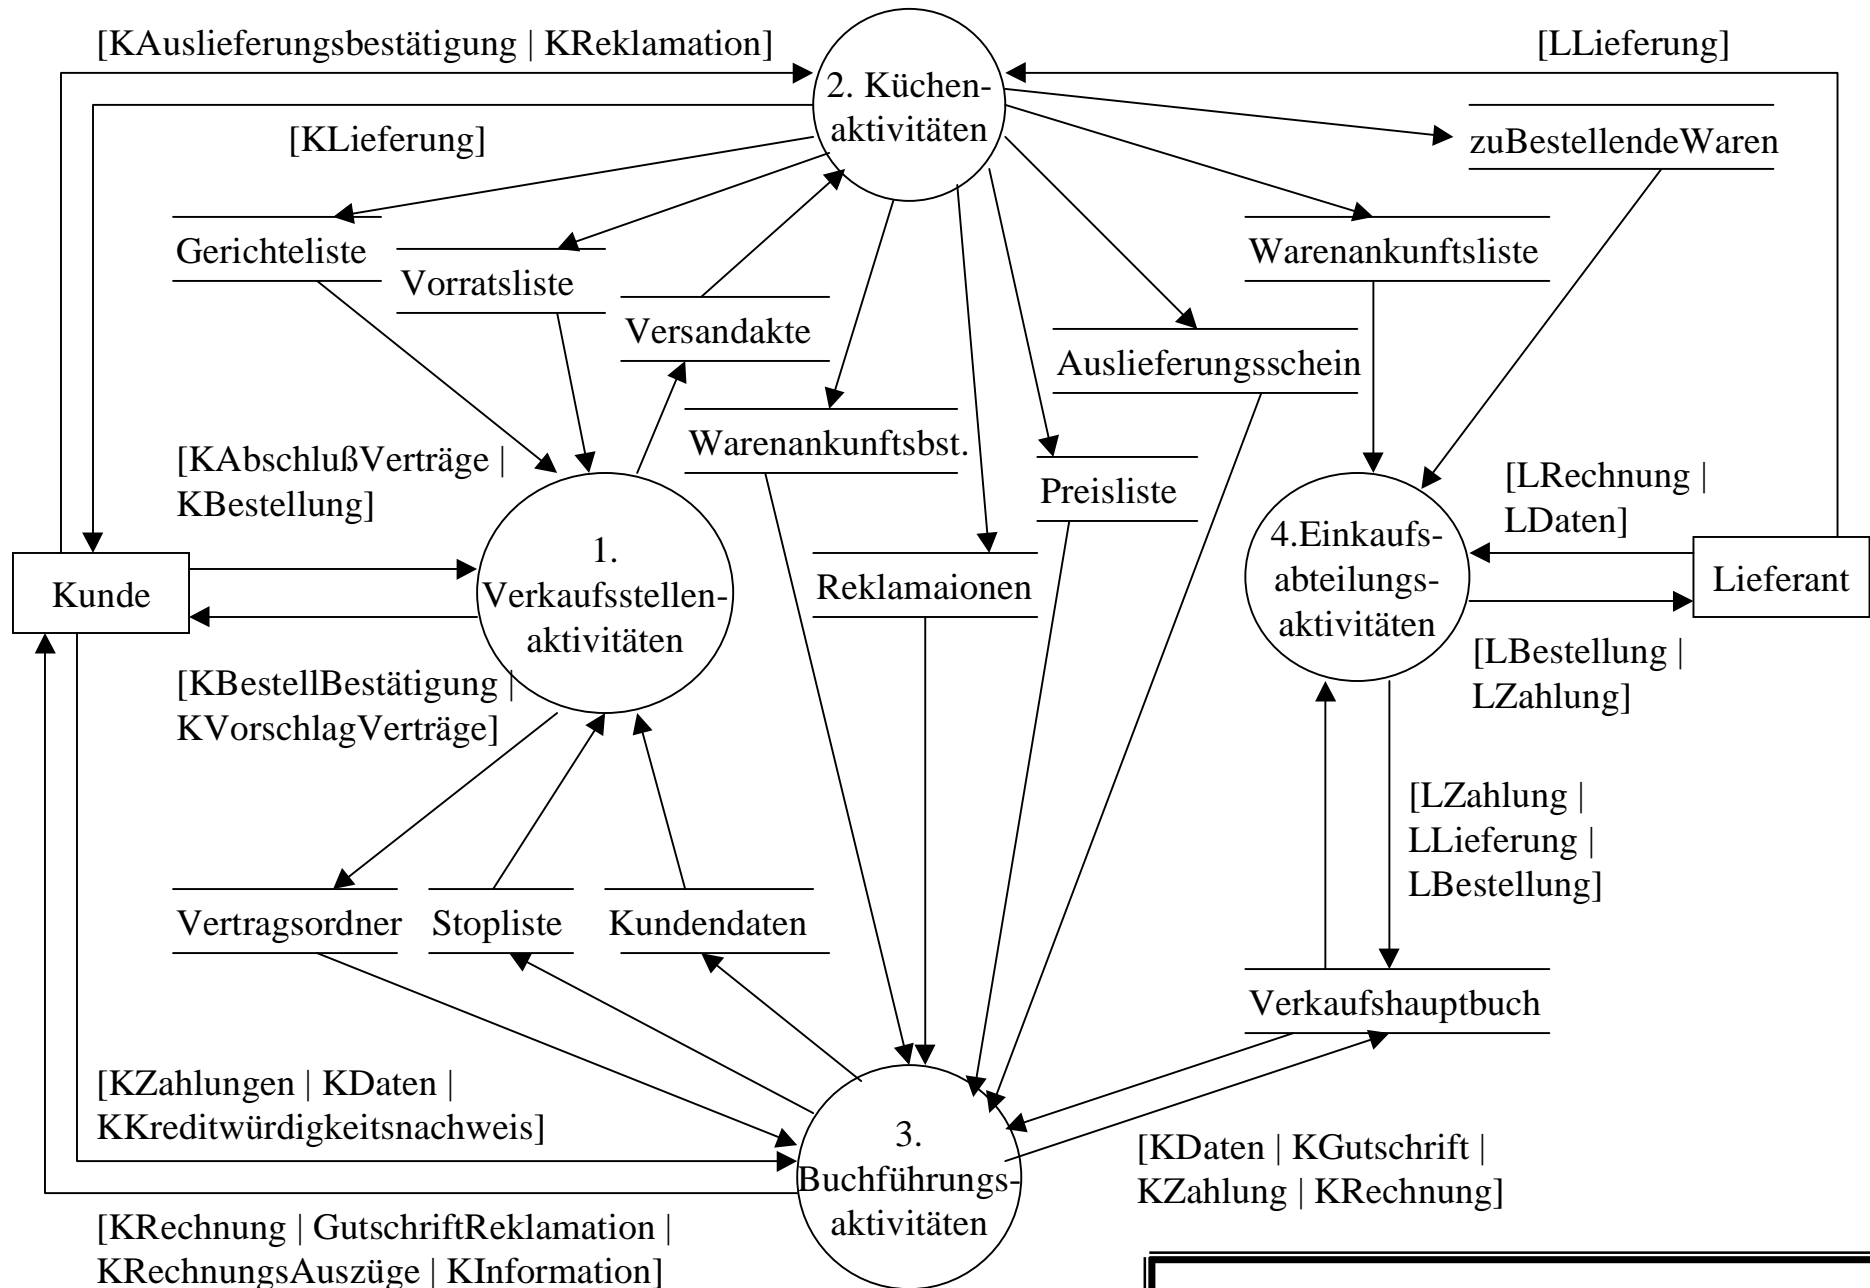 [KAuslieferungsbestätigung | KReklamation]
[LLieferung]
2. Küchen-
aktivitäten
[KLieferung]
zuBestellendeWaren
Gerichteliste
Vorratsliste
Versandakte
Warenankunftsliste
Auslieferungsschein
Warenankunftsbst.
Preisliste
[KAbschlußVerträge |
KBestellung]
[LRechnung |
LDaten]
Kunde
1.
Verkaufsstellen-
aktivitäten
Reklamaionen
4.Einkaufs-
abteilungs-
aktivitäten
Lieferant
[KBestellBestätigung |
KVorschlagVerträge]
[LBestellung |
LZahlung]
[LZahlung |
LLieferung |
LBestellung]
Vertragsordner
Stopliste
Kundendaten
Verkaufshauptbuch
[KZahlungen | KDaten |
KKreditwürdigkeitsnachweis]
3.
Buchführungs-
aktivitäten
[KDaten | KGutschrift |
KZahlung | KRechnung]
[KRechnung | GutschriftReklamation |
KRechnungsAuszüge | KInformation]